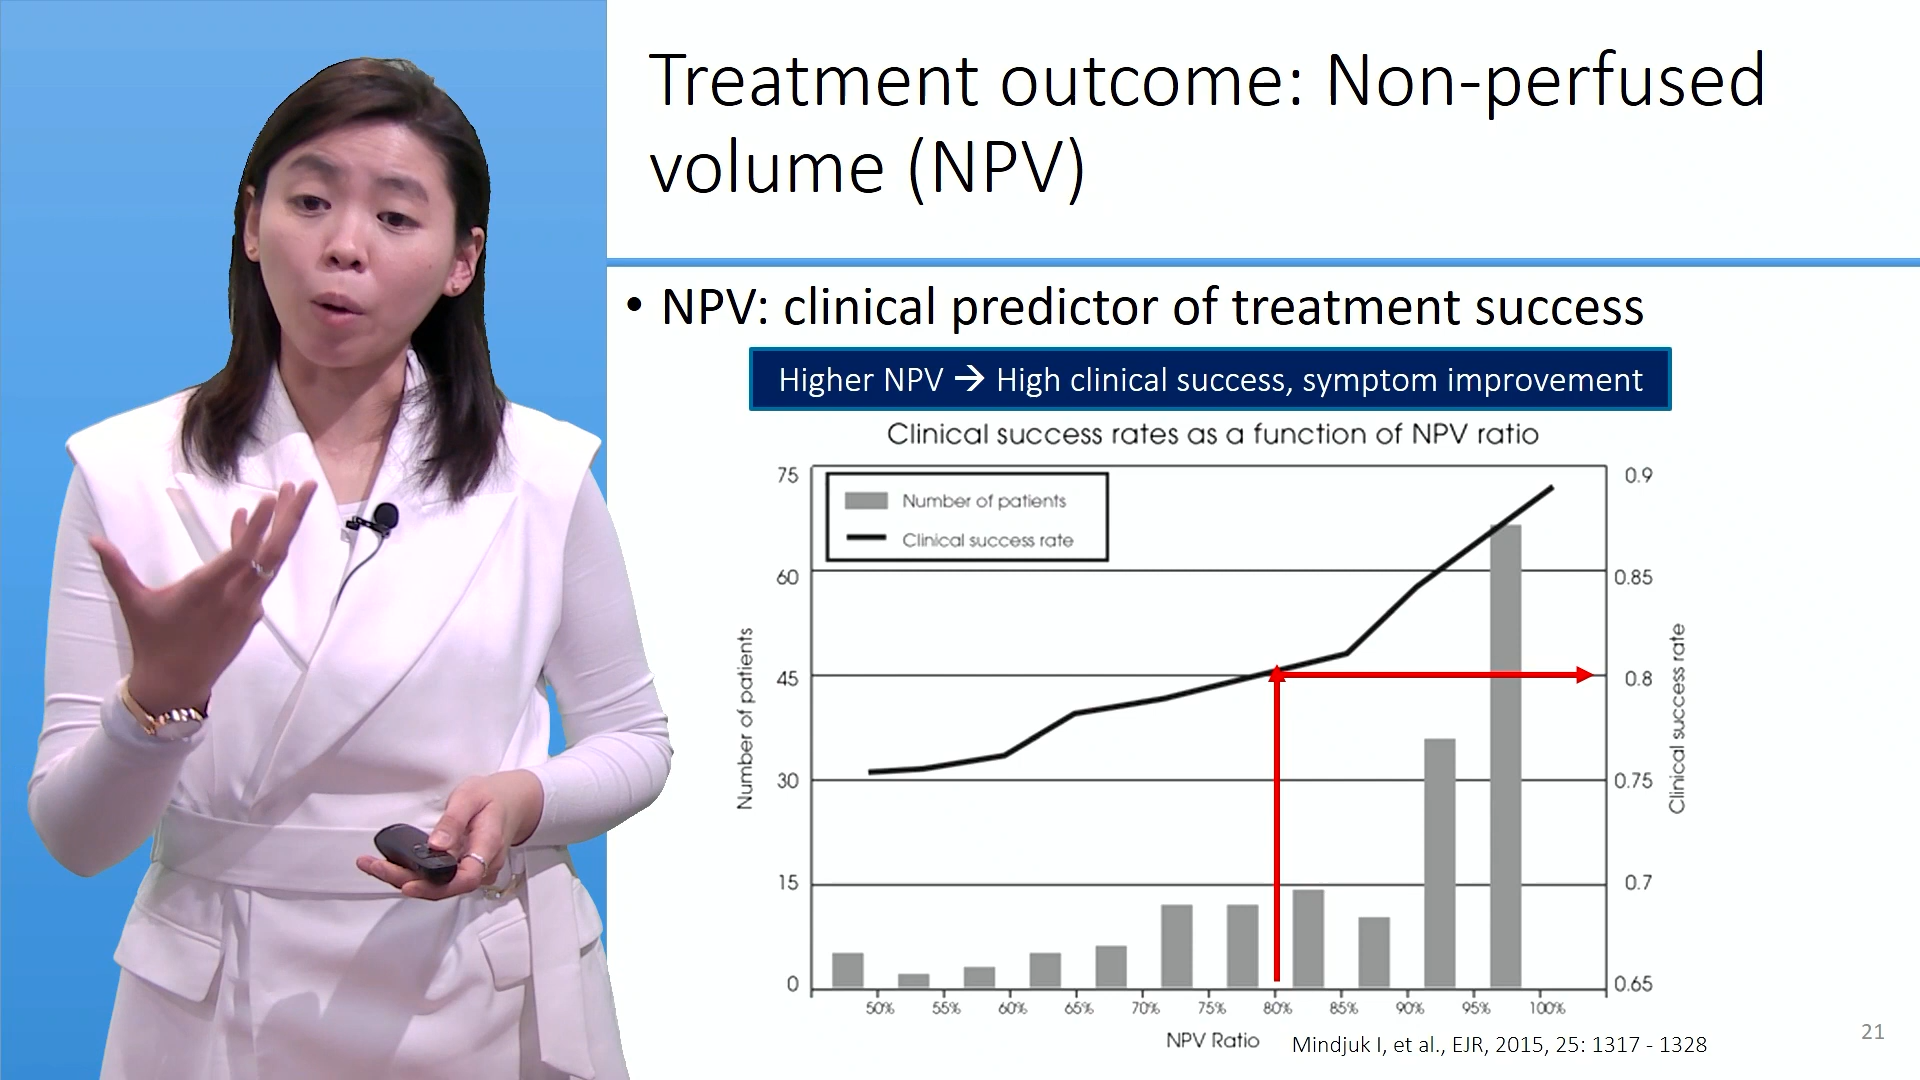 Treatment outcome: Non-perfused
volume (NPV)
• NPV: clinical predictor of treatment success
Higher NPV → High clinical success, symptom improvement
Clinical success rates as a function of NPV ratio
Number of patients
Clinical success rate
75
60
45
30
15
0
Number of patients
0.9
0.85
0.8
0.75
0.7
0.65
Clinical success rate
50% 55% 60% 65% 70% 75% 80% 85% 90% 95% 100%
NPV Ratio
Mindjuk I, et al., EJR, 2015, 25: 1317 - 1328
21